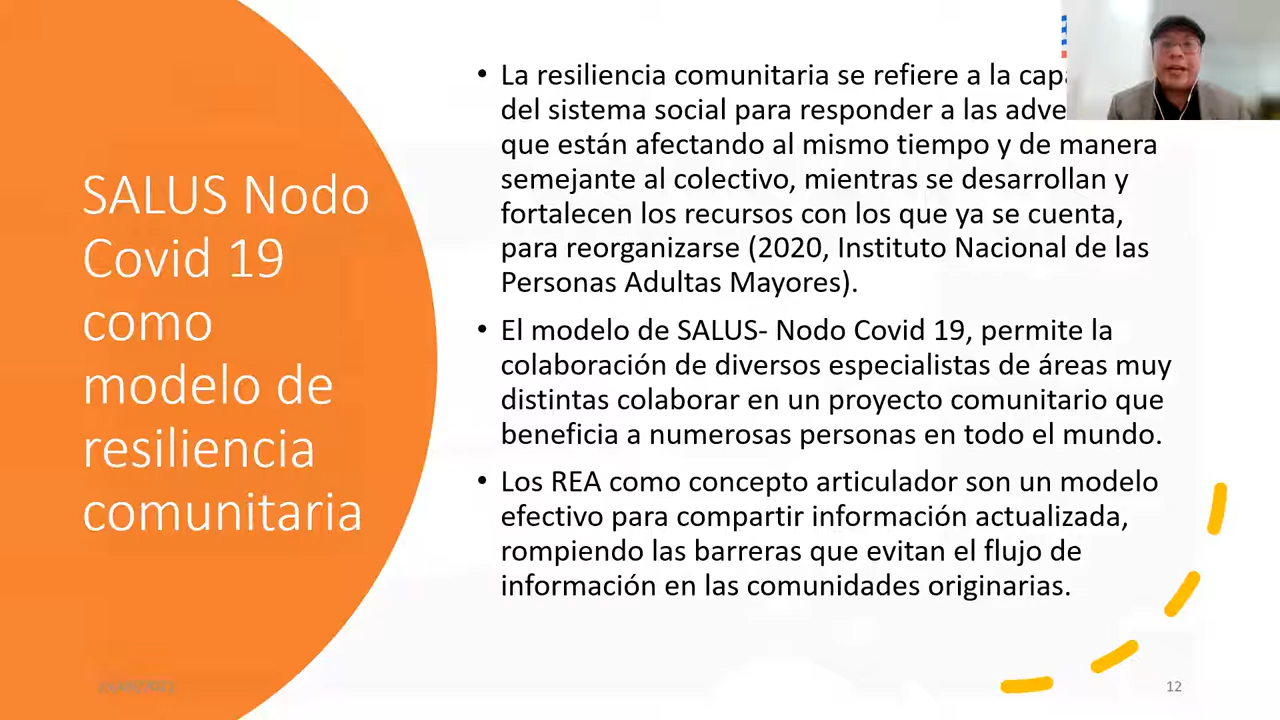 SALUS Nodo
Covid 19
como
modelo de
resiliencia
comunitaria
• La resiliencia comunitaria se refiere a la
del sistema social para responder a las
que están afectando al mismo tiempo y de manera
semejante al colectivo, mientras se desarrollan y
fortalecen los recursos con los que ya se cuenta,
para reorganizarse (2020, Instituto Nacional de las
Personas Adultas Mayores).
• El modelo de SALUS- Nodo Covid 19, permite la
colaboración de diversos especialistas de áreas muy
distintas colaborar en un proyecto comunitario que
beneficia a numerosas personas en todo el mundo.
• Los REA como concepto articulador son un modelo
efectivo para compartir información actualizada,
rompiendo las barreras que evitan el flujo de
información en las comunidades originarias.
12